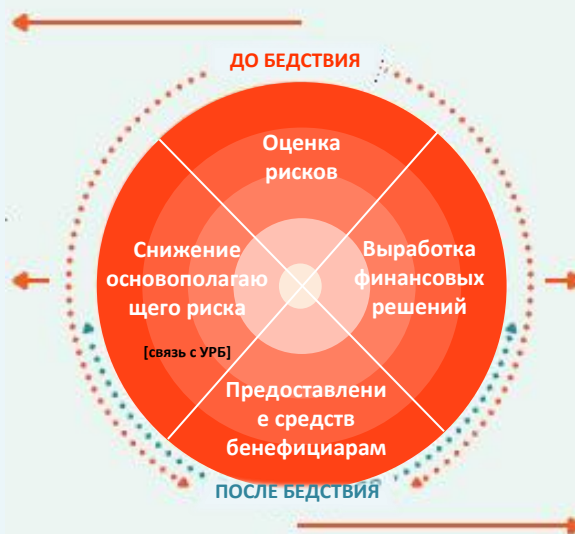 ДО БЕДСТВИЯ
Оценка
рисков
Снижение
основополагаю
щего риска
[связь с УРБ]
Выработка
финансовых
решений
Предоставлени
е средств
бенефициарам
ПОСЛЕ БЕДСТВИЯ